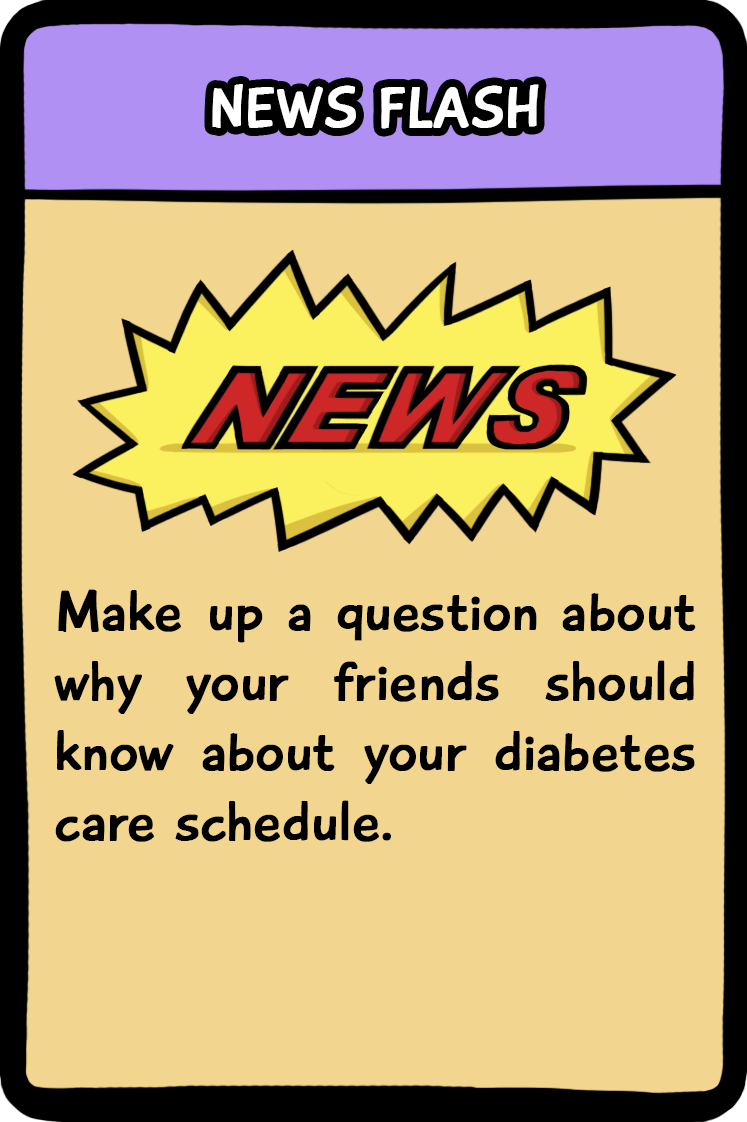 NEWS FLASH
NEWS
Make up a question about
why your friends should
know about your diabetes
care schedule.